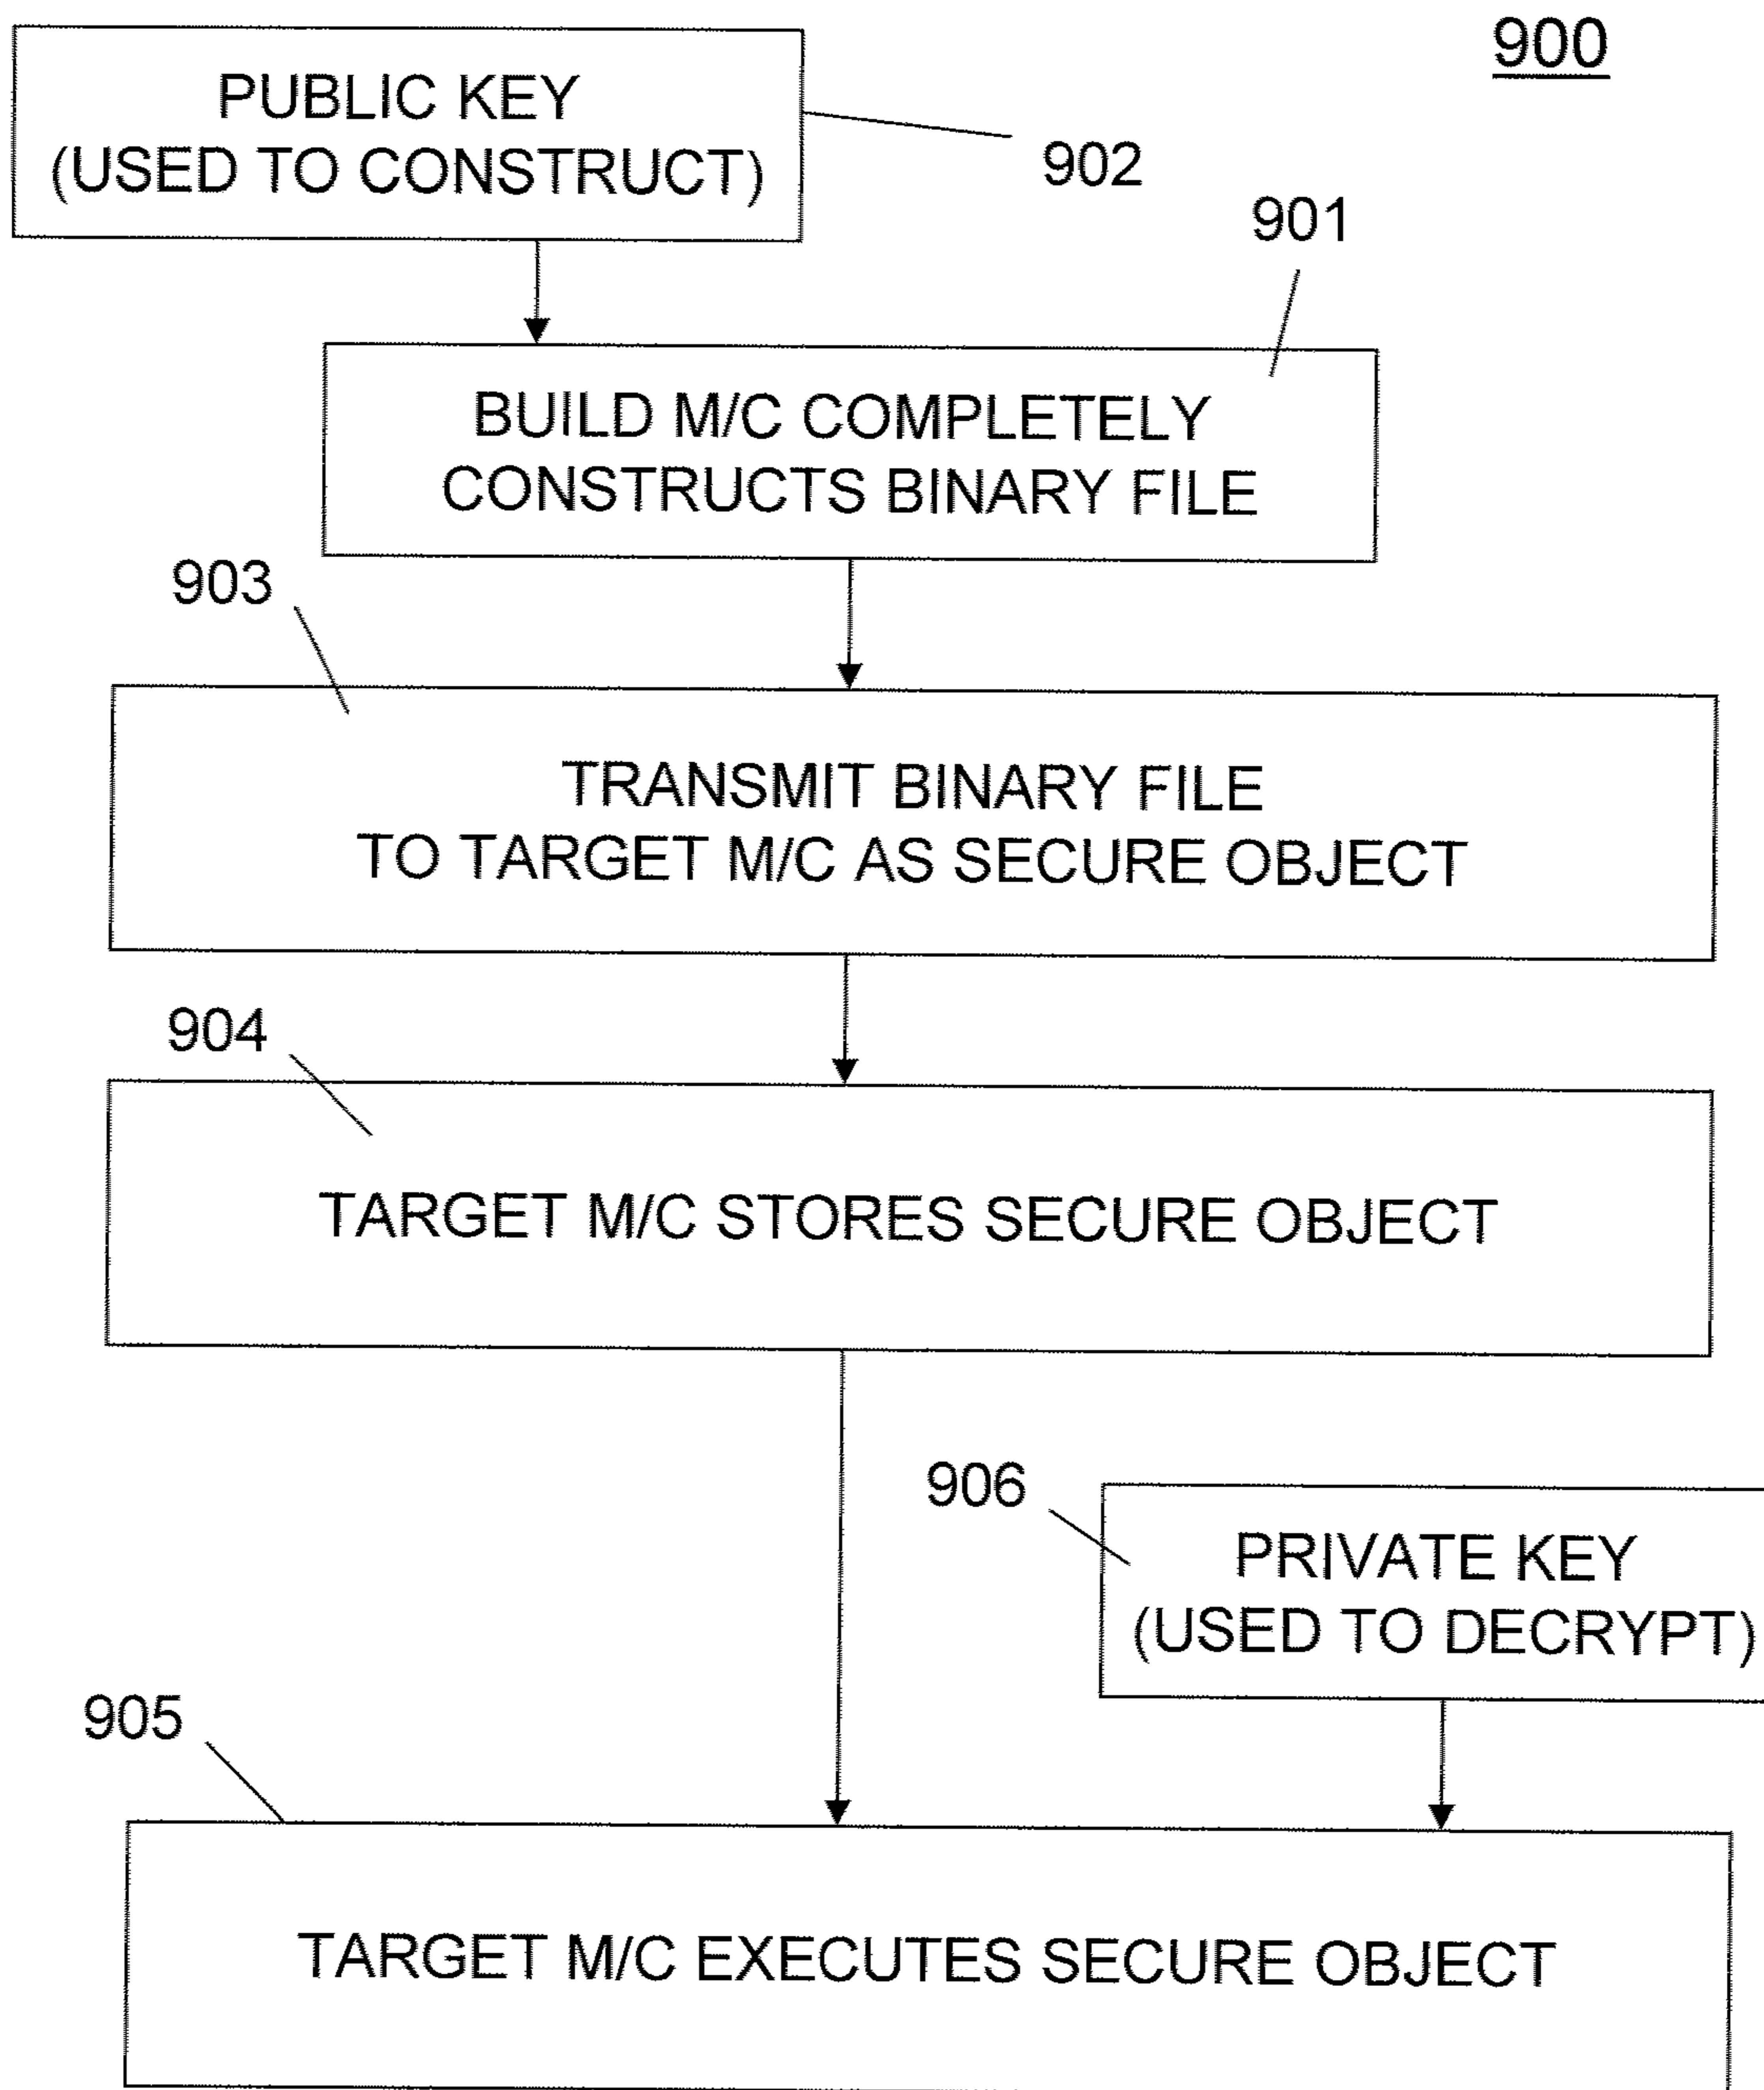 900
PUBLIC KEY
(USED TO CONSTRUCT)
902
901
BUILD M/C COMPLETELY
CONSTRUCTS BINARY FILE
903
TRANSMIT BINARY FILE
TO TARGET M/C AS SECURE OBJECT
904
TARGET M/C STORES SECURE OBJECT
906
PRIVATE KEY
(USED TO DECRYPT)
905
TARGET M/C EXECUTES SECURE OBJECT